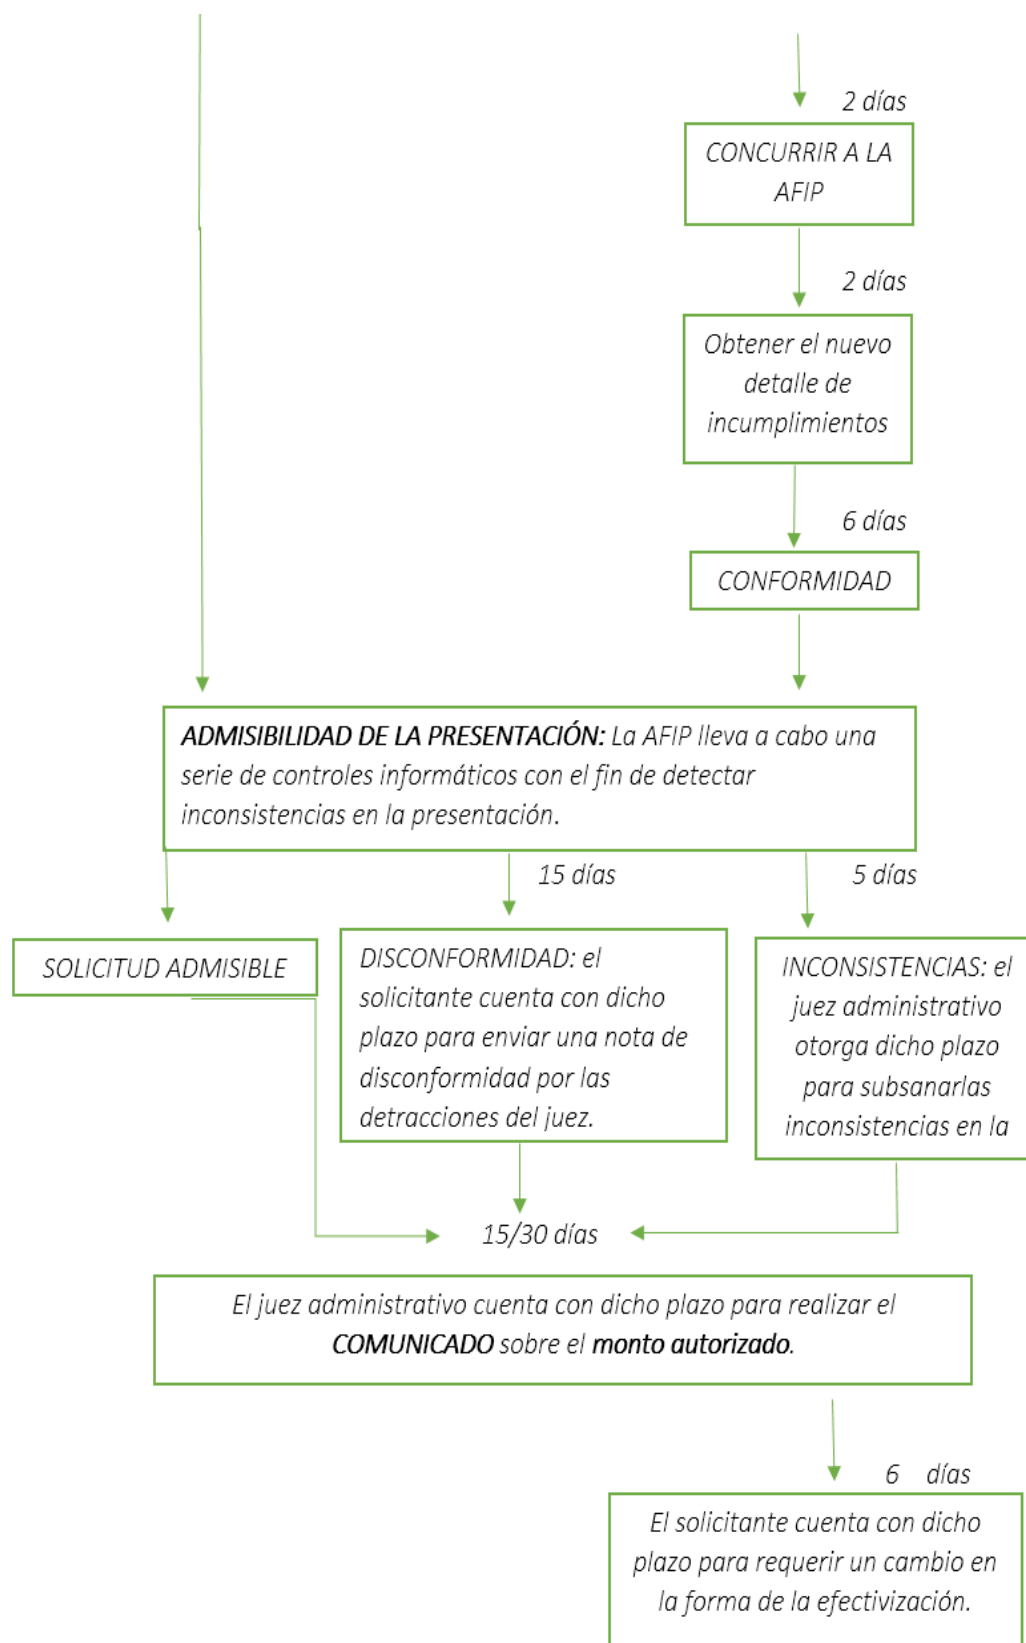 2 días
CONCURRIR A LA
AFIP
2 días
Obtener el nuevo
detalle de
incumplimientos
6 días
CONFORMIDAD
ADMISIBILIDAD DE LA PRESENTACIÓN: La AFIP lleva a cabo una
serie de controles informáticos con el fin de detectar
inconsistencias en la presentación.
15 días
5 días
SOLICITUD ADMISIBLE
DISCONFORMIDAD: el
solicitante cuenta con dicho
plazo para enviar una nota de
disconformidad por las
detracciones del juez.
INCONSISTENCIAS: el
juez administrativo
otorga dicho plazo
para subsanarlas
inconsistencias en la
15/30 días
El juez administrativo cuenta con dicho plazo para realizar el
COMUNICADO sobre el monto autorizado.
6 días
El solicitante cuenta con dicho
plazo para requerir un cambio en
la forma de la efectivización.